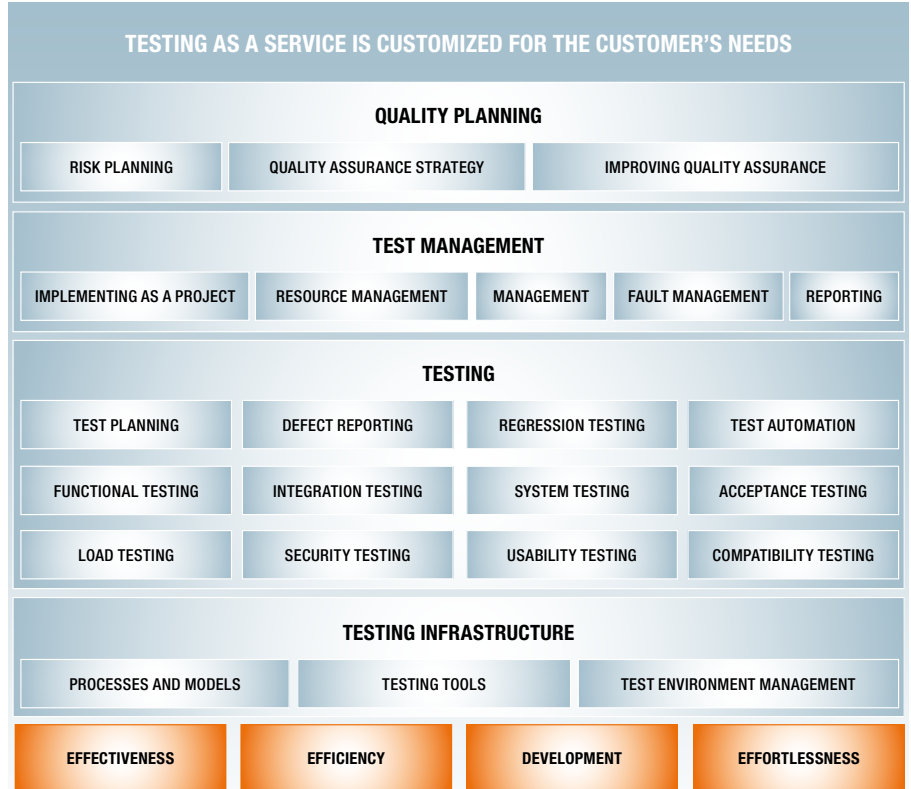 TESTING AS A SERVICE IS CUSTOMIZED FOR THE CUSTOMER’S NEEDS
QUALITY PLANNING
RISK PLANNING
QUALITY ASSURANCE STRATEGY
IMPROVING QUALITY ASSURANCE
TEST MANAGEMENT
IMPLEMENTING AS A PROJECT
RESOURCE MANAGEMENT
MANAGEMENT
FAULT MANAGEMENT
REPORTING
TESTING
TEST PLANNING
DEFECT REPORTING
REGRESSION TESTING
TEST AUTOMATION
FUNCTIONAL TESTING
INTEGRATION TESTING
SYSTEM TESTING
ACCEPTANCE TESTING
LOAD TESTING
SECURITY TESTING
USABILITY TESTING
COMPATIBILITY TESTING
TESTING INFRASTRUCTURE
PROCESSES AND MODELS
TESTING TOOLS
TEST ENVIRONMENT MANAGEMENT
EFFECTIVENESS
EFFICIENCY
DEVELOPMENT
EFFORTLESSNESS